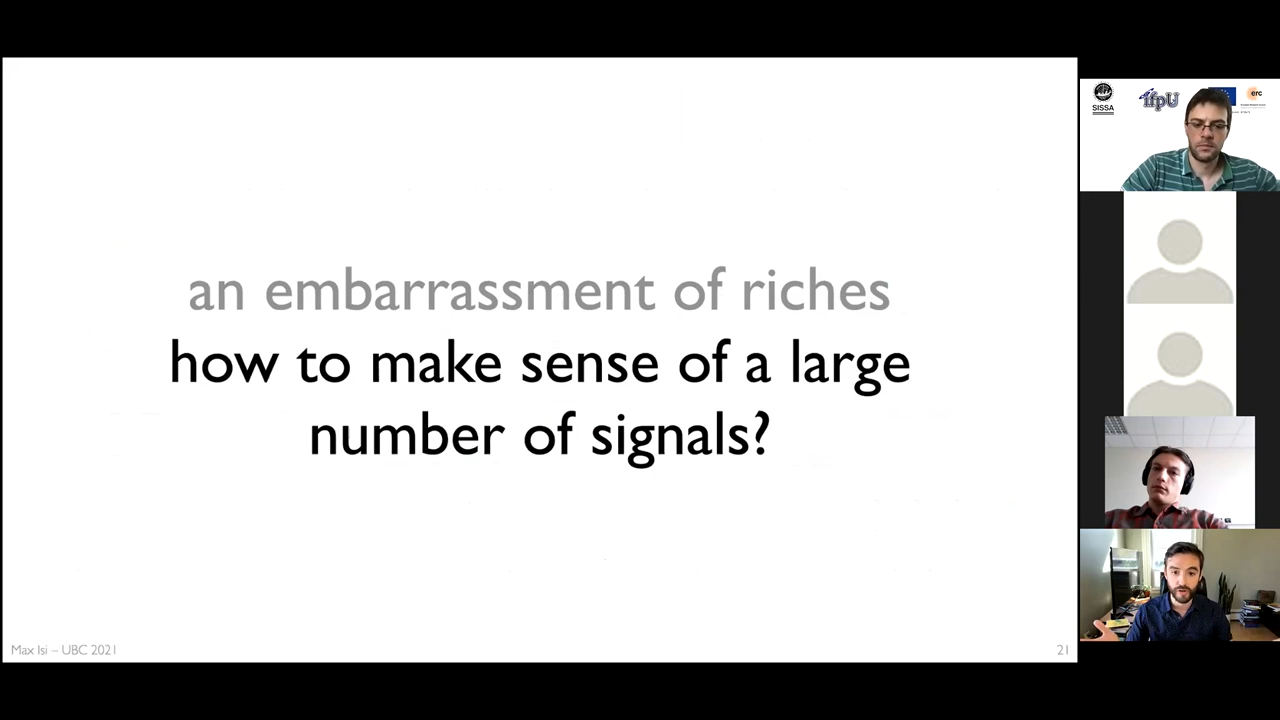 an embarrassment of riches
how to make sense of a large
number of signals?
Max Isi – UBC 2021
21
SISSA
ifpU
erc